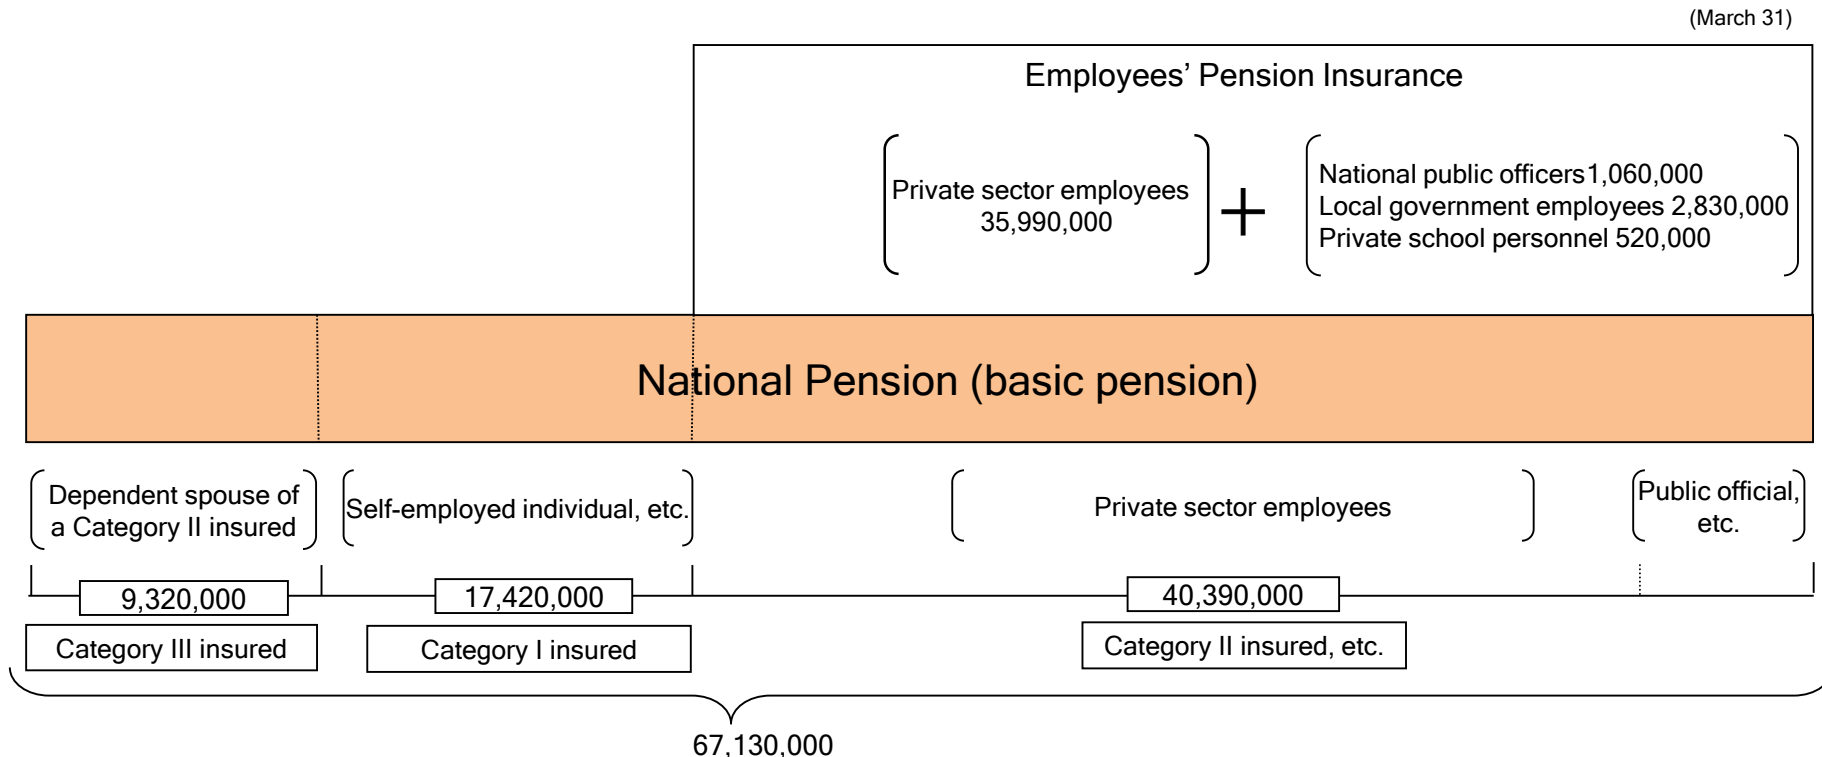 (March 31)
Employees’ Pension Insurance
Private sector employees
35,990,000
+
National public officers1,060,000
Local government employees 2,830,000
Private school personnel 520,000
National Pension (basic pension)
Dependent spouse of
a Category II insured
Self-employed individual, etc.
Private sector employees
Public official,
etc.
9,320,000
17,420,000
40,390,000
Category III insured
Category I insured
Category II insured, etc.
67,130,000